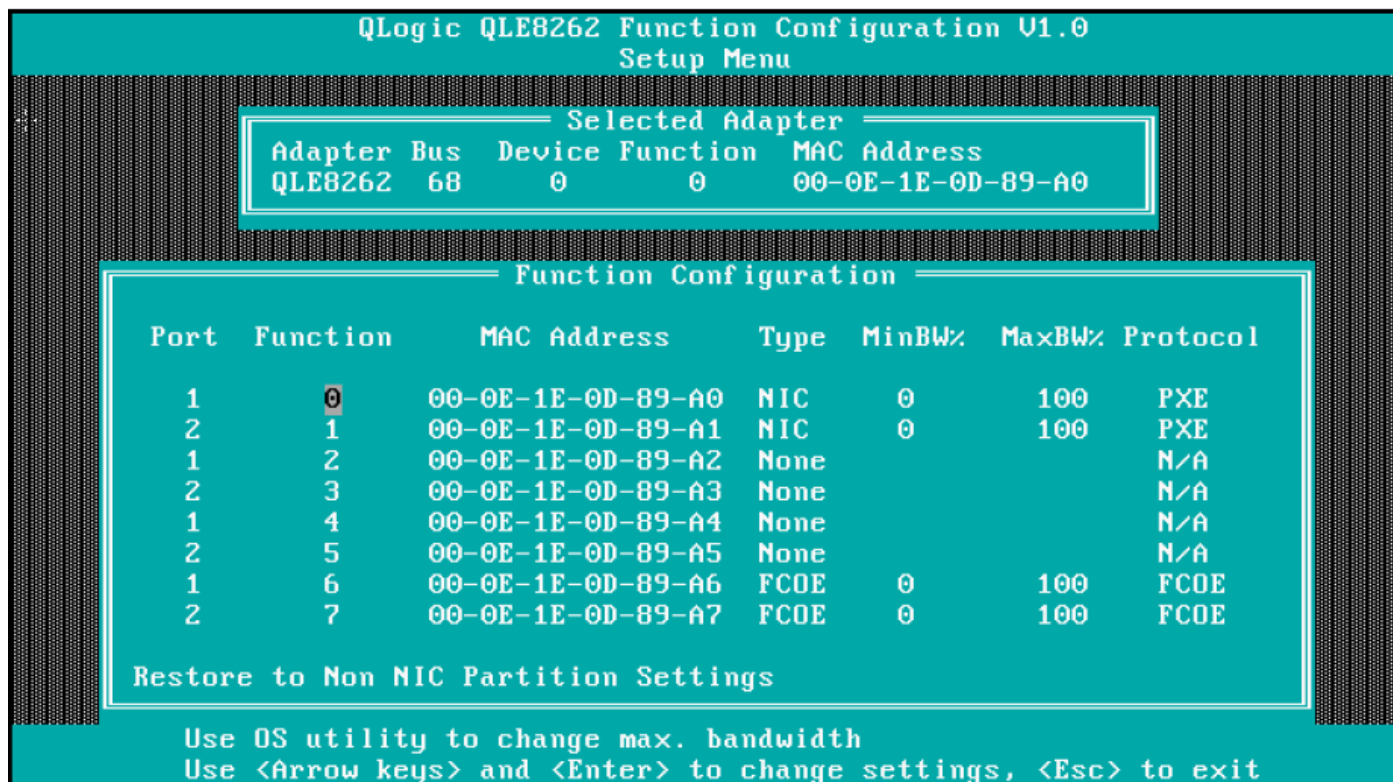 QLogic QLE8262 Function Configuration V1.0
Setup Menu
Selected Adapter
Adapter Bus Device Function MAC Address
QLE8262 68 0 0 00-0E-1E-0D-89-A0
Function Configuration
Port Function MAC Address Type MinBW% MaxBW% Protocol
1 0 00-0E-1E-0D-89-A0 NIC 0 100 PXE
2 1 00-0E-1E-0D-89-A1 NIC 0 100 PXE
1 2 00-0E-1E-0D-89-A2 None N/A
2 3 00-0E-1E-0D-89-A3 None N/A
1 4 00-0E-1E-0D-89-A4 None N/A
2 5 00-0E-1E-0D-89-A5 None N/A
1 6 00-0E-1E-0D-89-A6 FCOE 0 100 FCOE
2 7 00-0E-1E-0D-89-A7 FCOE 0 100 FCOE
Restore to Non NIC Partition Settings
Use OS utility to change max. bandwidth
Use <Arrow keys> and <Enter> to change settings, <Esc> to exit